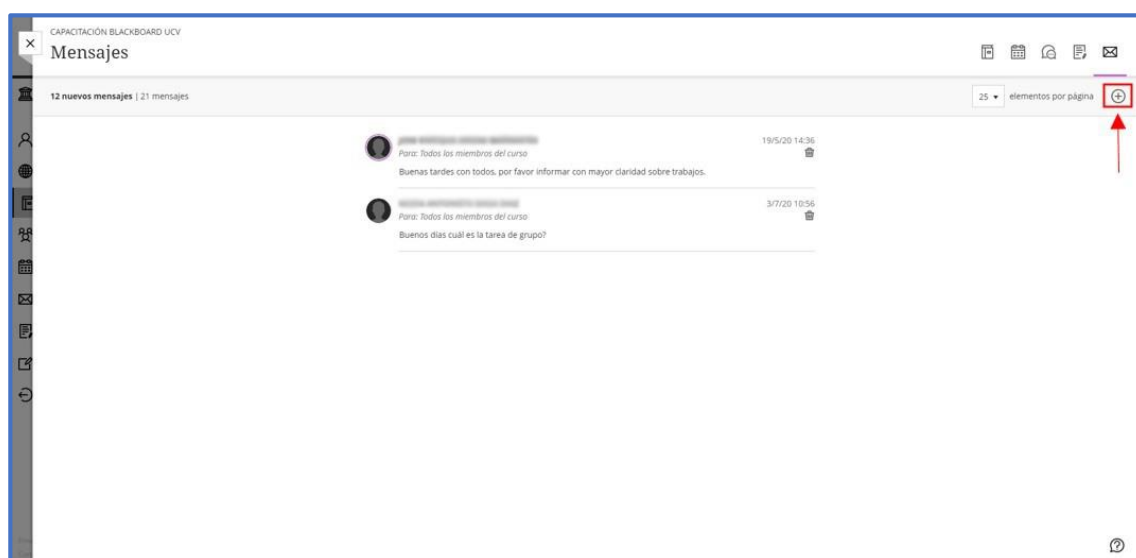 CAPACITACIÓN BLACKBOARD UCV
Mensajes
12 nuevos mensajes | 21 mensajes
25 elementos por página
19/5/20 14:36
Para: Todos los miembros del curso
Buenas tardes con todos, por favor informar con mayor claridad sobre trabajos.
3/7/20 10:56
Para: Todos los miembros del curso
Buenos días cuál es la tarea de grupo?